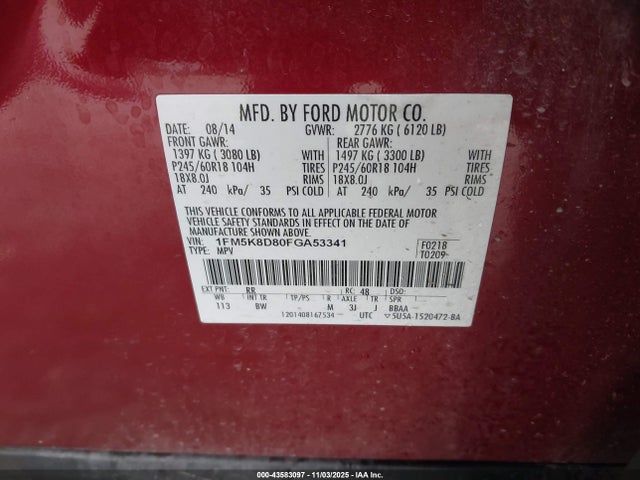 MFD. BY FORD MOTOR CO.
DATE: 08/14 GVWR: 2776 KG ( 6120 LB)
FRONT GAWR: REAR GAWR:
1397 KG ( 3080 LB) WITH 1497 KG ( 3300 LB) WITH
P245/60R18 104H TIRES P245/60R18 104H TIRES
18X8.0J RIMS 18X8.0J RIMS
AT 240 kPa/ 35 PSI COLD AT 240 kPa/ 35 PSI COLD
THIS VEHICLE CONFORMS TO ALL APPLICABLE FEDERAL MOTOR
VEHICLE SAFETY STANDARDS IN EFFECT ON THE DATE OF
MANUFACTURE SHOWN ABOVE.
VIN: 1FM5K8D80FGA53341 F0218
TYPE: MPV T0209-
EXT PNT: RR RC: 48 DSO:
WB INT TR TP/PS R AXLE TR SPR
113 BW - M 3J J BBAA
1201408167534 UTC ▽5U5A-1520472-BA
000-43583097 - 11/03/2025 - IAA Inc.